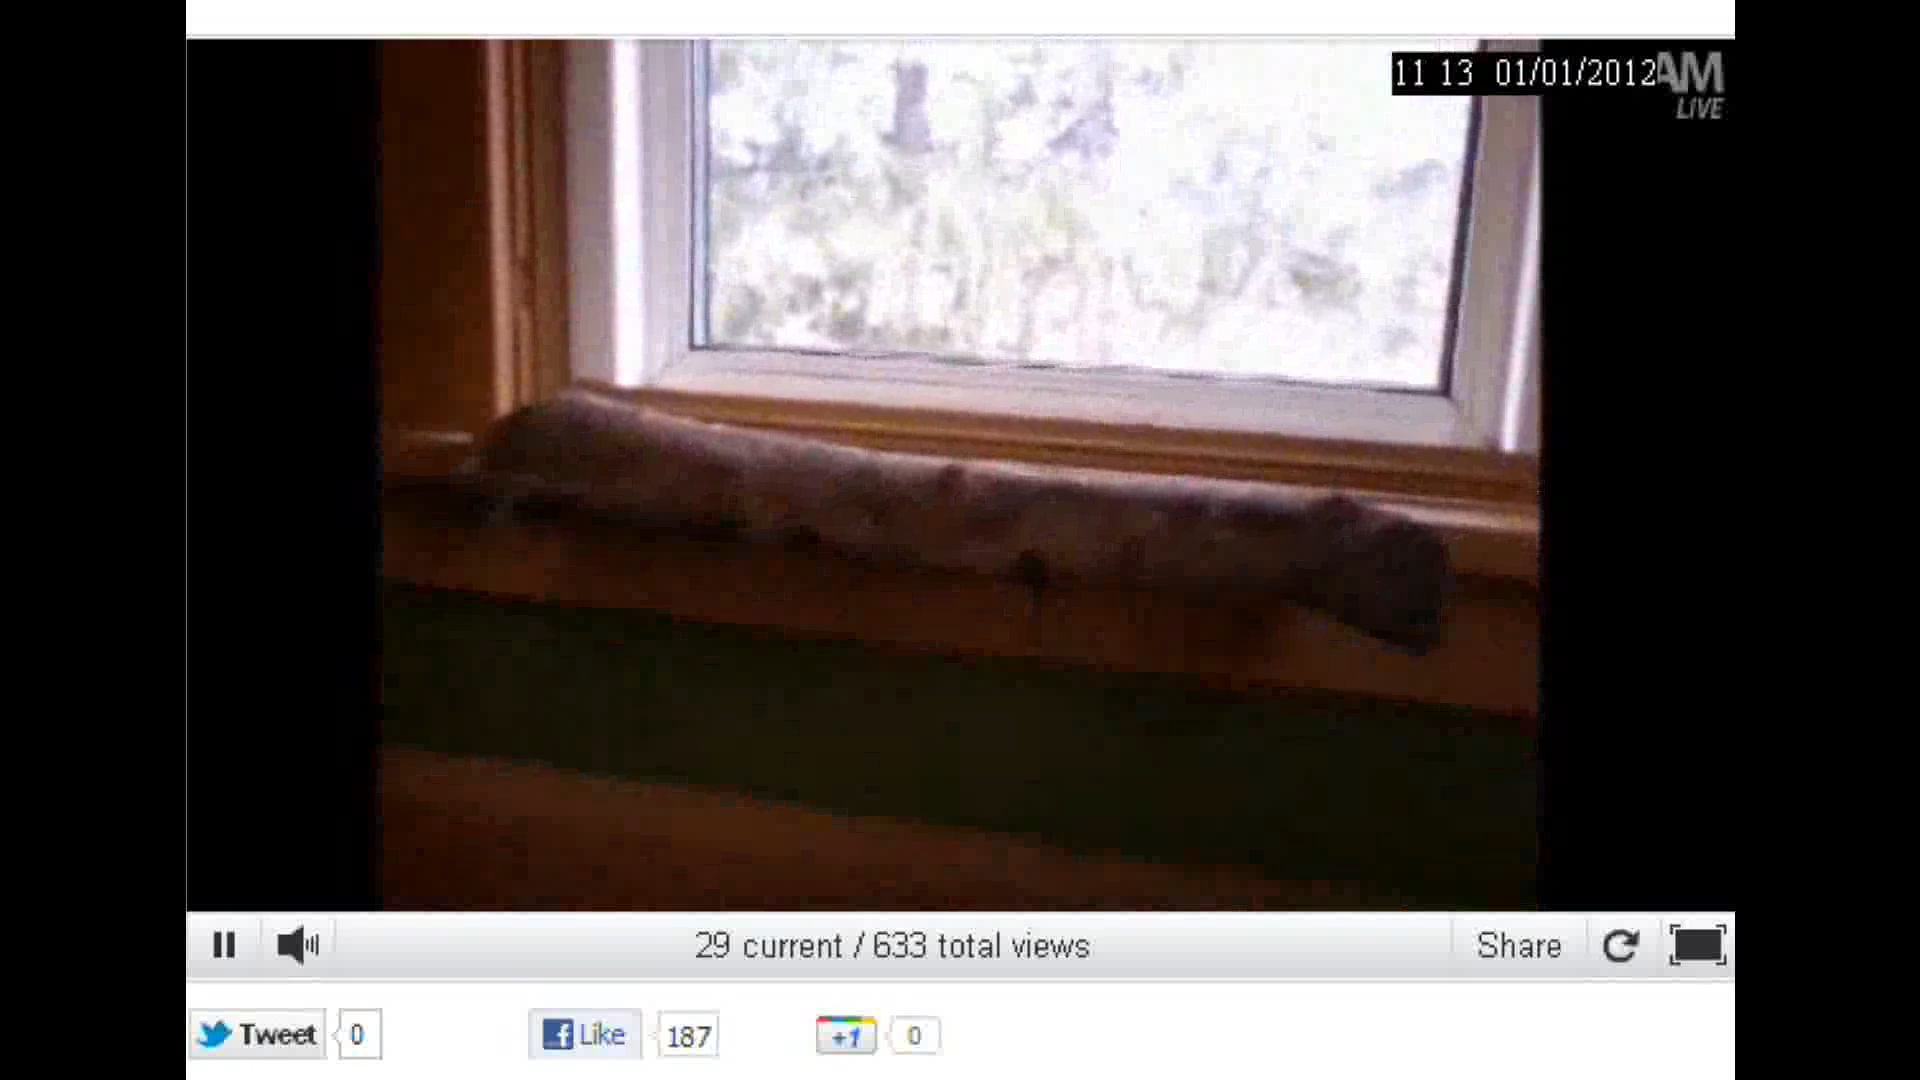 11 13 01/01/2012
AM
LIVE
29 current / 633 total views
Share
Tweet
0
Like
187
+1
0